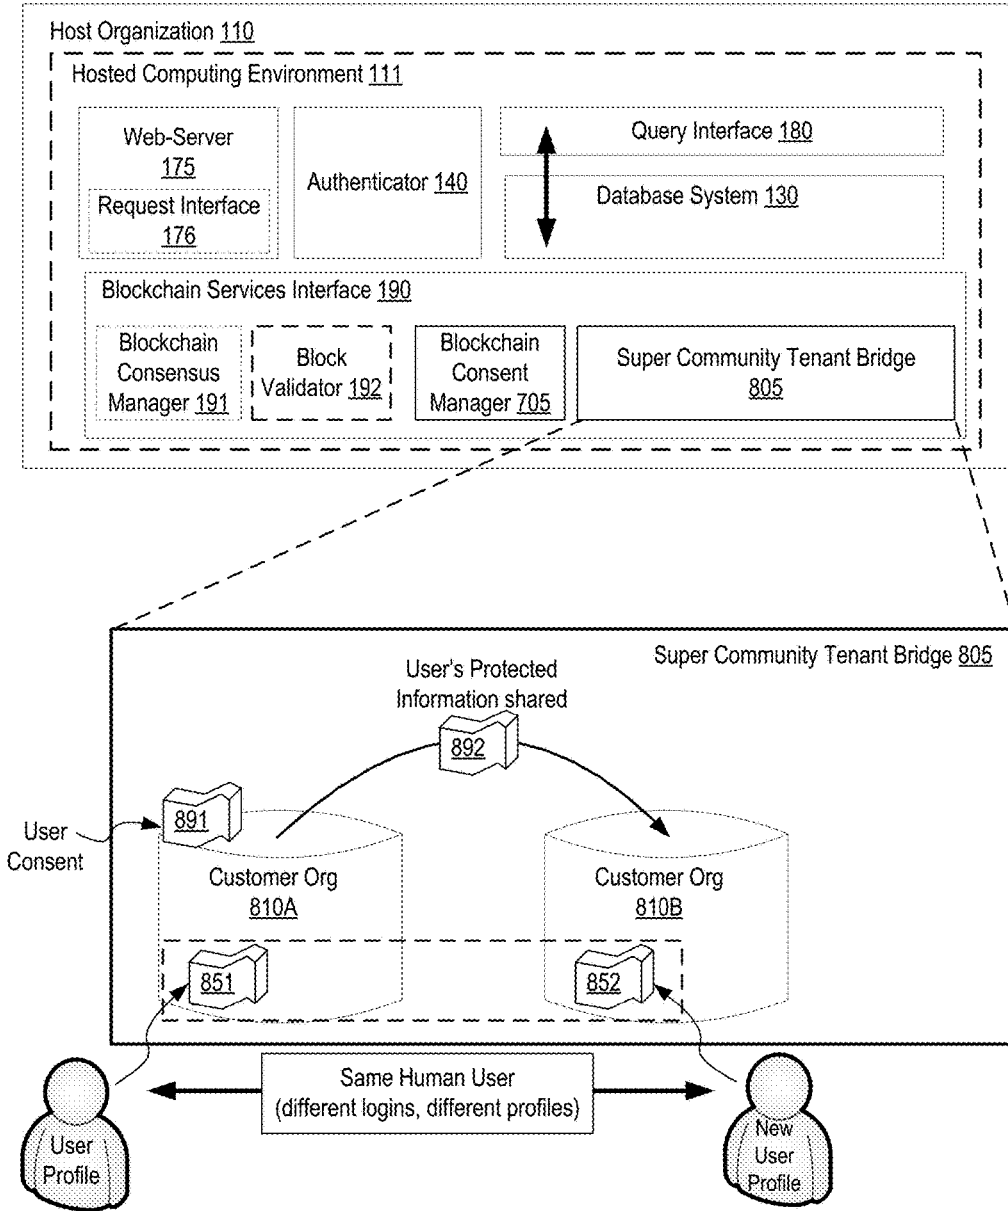 Host Organization 110
Hosted Computing Environment 111
Web-Server
175
Request Interface
176
Authenticator 140
Query Interface 180
Database System 130
Blockchain Services Interface 190
Blockchain
Consensus
Manager 191
Block
Validator 192
Blockchain
Consent
Manager 705
Super Community Tenant Bridge
805
Super Community Tenant Bridge 805
User's Protected
Information shared
892
891
User
Consent
Customer Org
810A
Customer Org
810B
851
852
Same Human User
(different logins, different profiles)
User
Profile
New
User
Profile